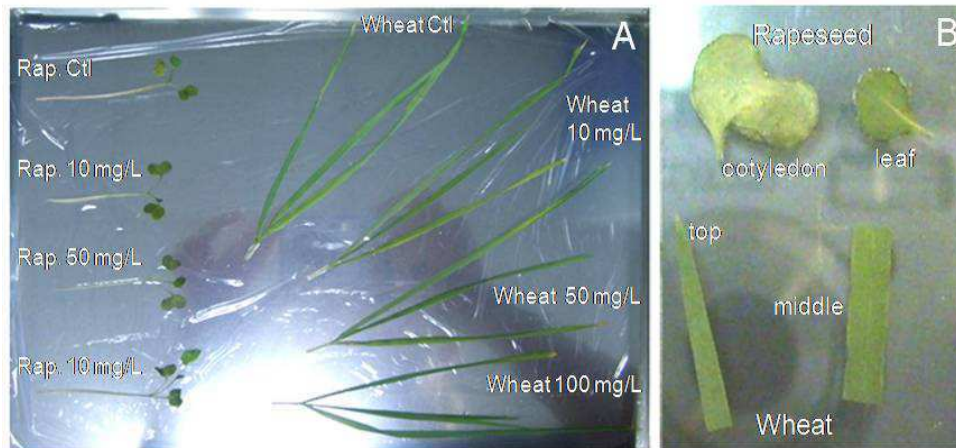 Wheat Ctl
A
Rap. Ctl
Wheat
10 mg/L
Rap. 10 mg/L
Rap. 50 mg/L
Wheat 50 mg/L
Rap. 10 mg/L
Wheat 100 mg/L
B
Rapeseed
cotyledon
leaf
top
middle
Wheat